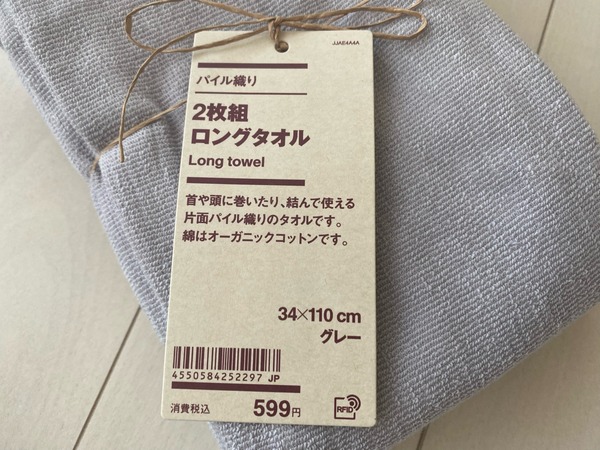 JJAE4A4A
パイル織り
2枚組
ロングタオル
Long towel
首や頭に巻いたり、結んで使える
片面パイル織りのタオルです。
綿はオーガニックコットンです。
34×110 cm
グレー
4550584252297 JP
消費税込 599円 RFID